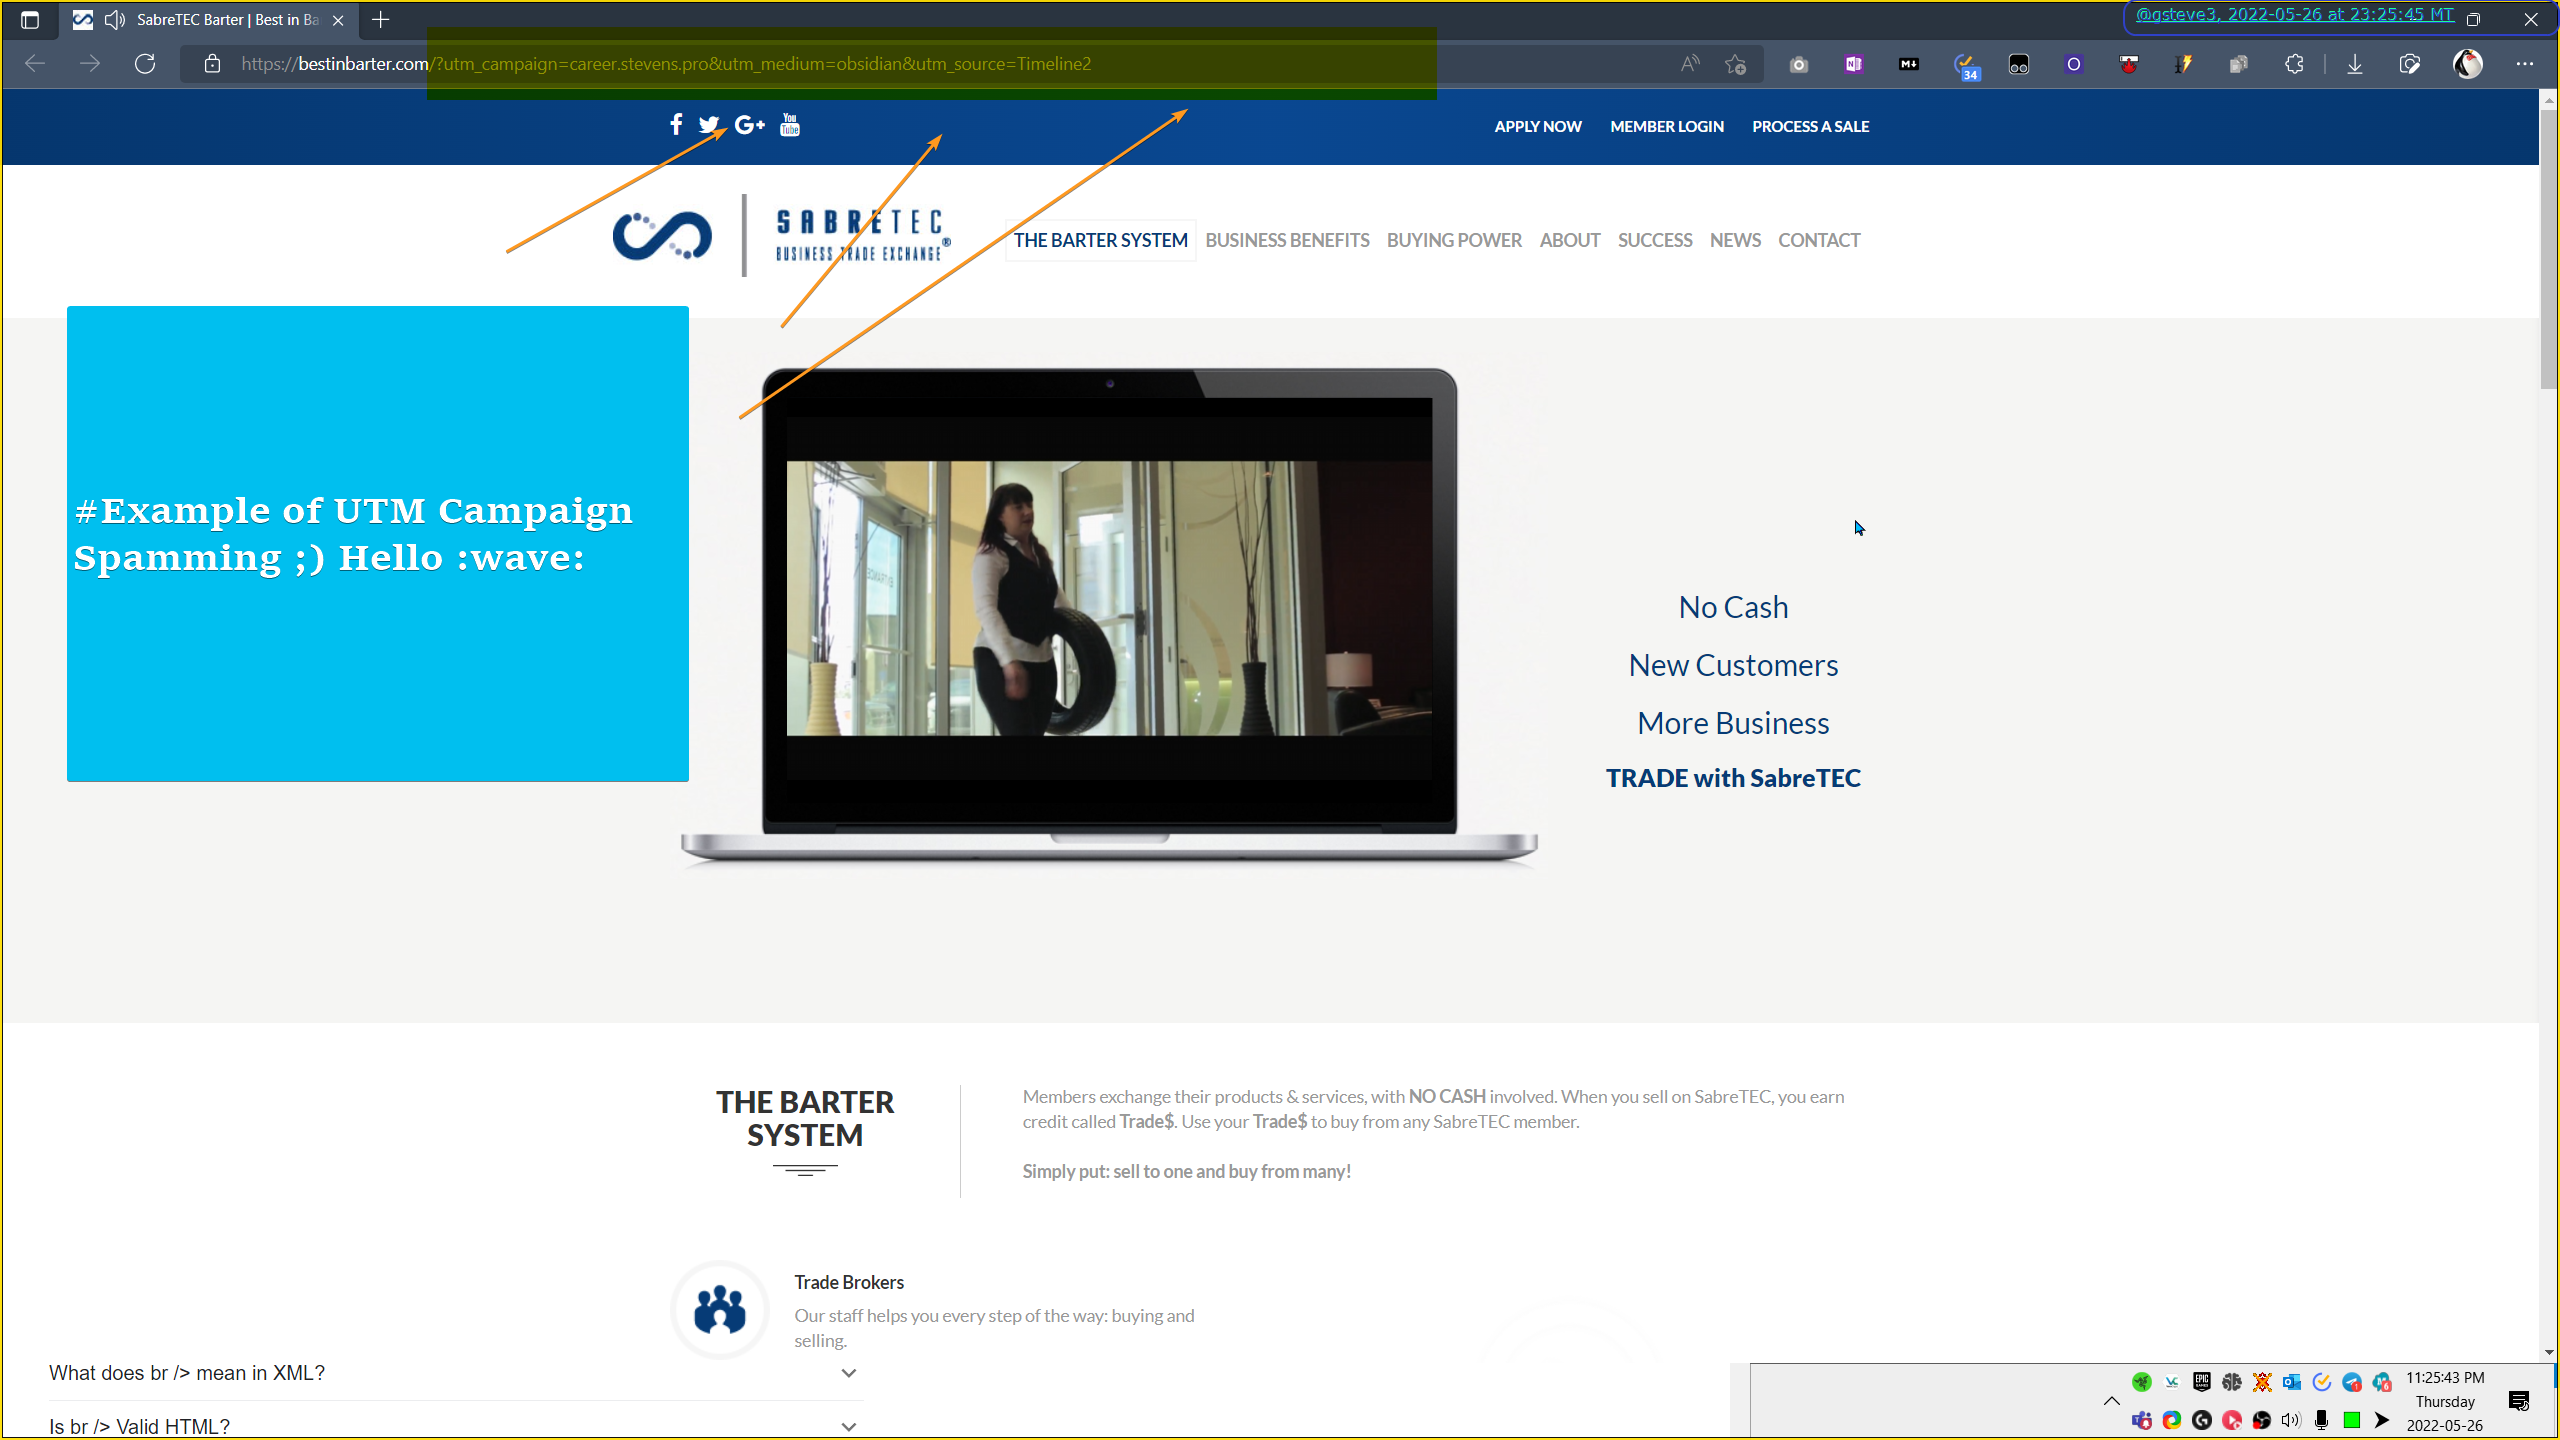 SabreTEC Barter | Best in Ba
@gsteve3, 2022-05-26 at 23:25:45 MT
https://bestinbarter.com/?utm_campaign=career.stevens.pro&utm_medium=obsidian&utm_source=Timeline2
34
G+
You Tube
APPLY NOW MEMBER LOGIN PROCESS A SALE
SABRETEC
BUSINESS TRADE EXCHANGE®
THE BARTER SYSTEM BUSINESS BENEFITS BUYING POWER ABOUT SUCCESS NEWS CONTACT
#Example of UTM Campaign
Spamming ;) Hello :wave:
No Cash
New Customers
More Business
TRADE with SabreTEC
THE BARTER
SYSTEM
Members exchange their products & services, with NO CASH involved. When you sell on SabreTEC, you earn
credit called Trade$. Use your Trade$ to buy from any SabreTEC member.
Simply put: sell to one and buy from many!
Trade Brokers
Our staff helps you every step of the way: buying and
selling.
What does br /> mean in XML?
Is br /> Valid HTML?
11:25:43 PM
Thursday
2022-05-26